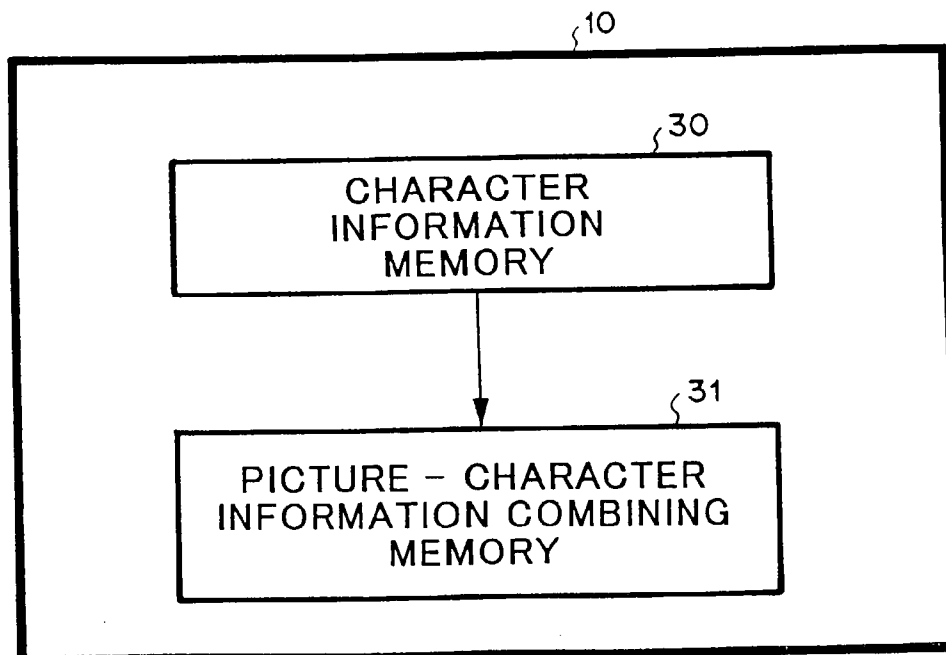 10
30
CHARACTER
INFORMATION
MEMORY
31
PICTURE – CHARACTER
INFORMATION COMBINING
MEMORY